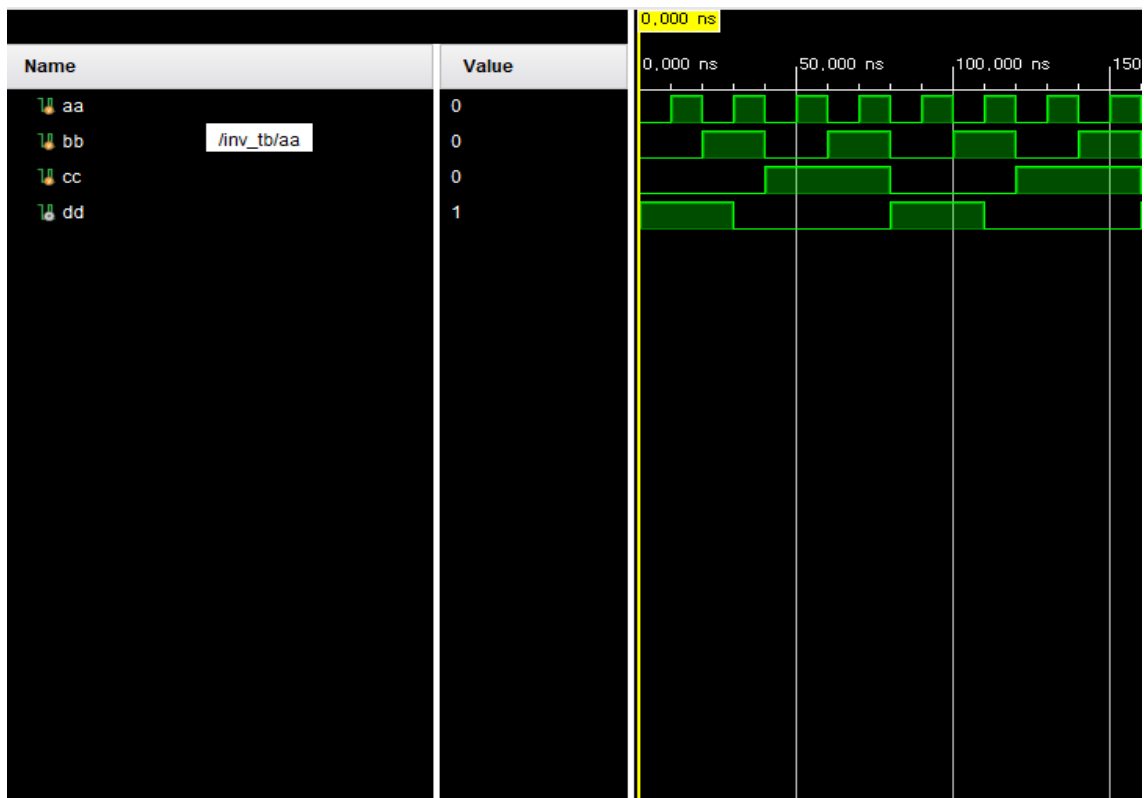 0,000 ns
Name Value 0,000 ns 50,000 ns 100,000 ns 150
aa 0
bb /inv_tb/aa 0
cc 0
dd 1